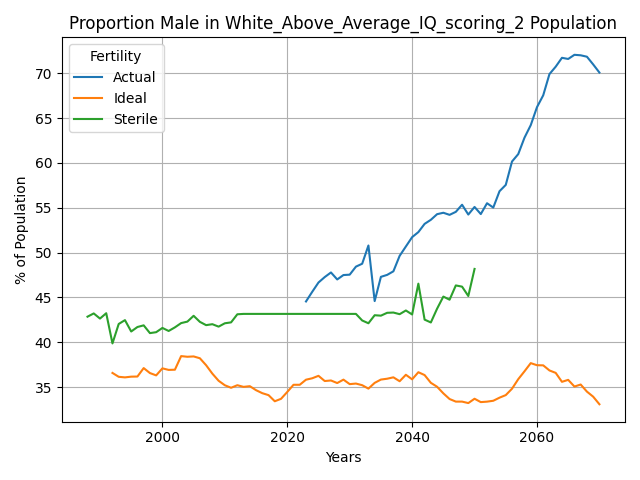 Proportion Male in White_Above_Average_IQ_scoring_2 Population
Fertility
Actual
Ideal
Sterile
% of Population
70
65
60
55
50
45
40
35
2000
2020
2040
2060
Years